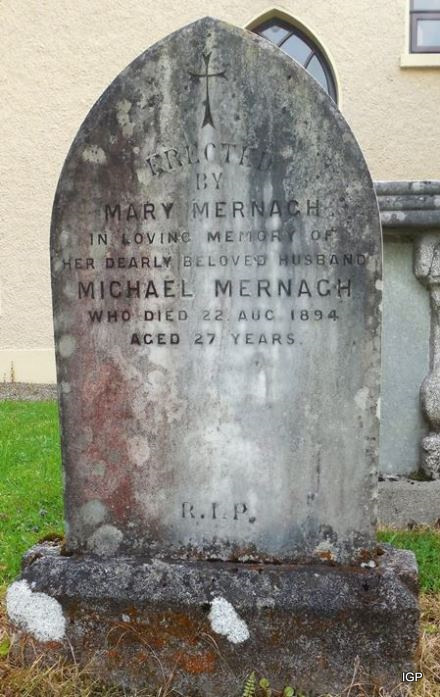 ERECTED
BY
MARY MERNAGH
IN LOVING MEMORY OF
HER DEARLY BELOVED HUSBAND
MICHAEL MERNAGH
WHO DIED 22. AUG. 1894
AGED 27 YEARS.
R.I.P.
IGP